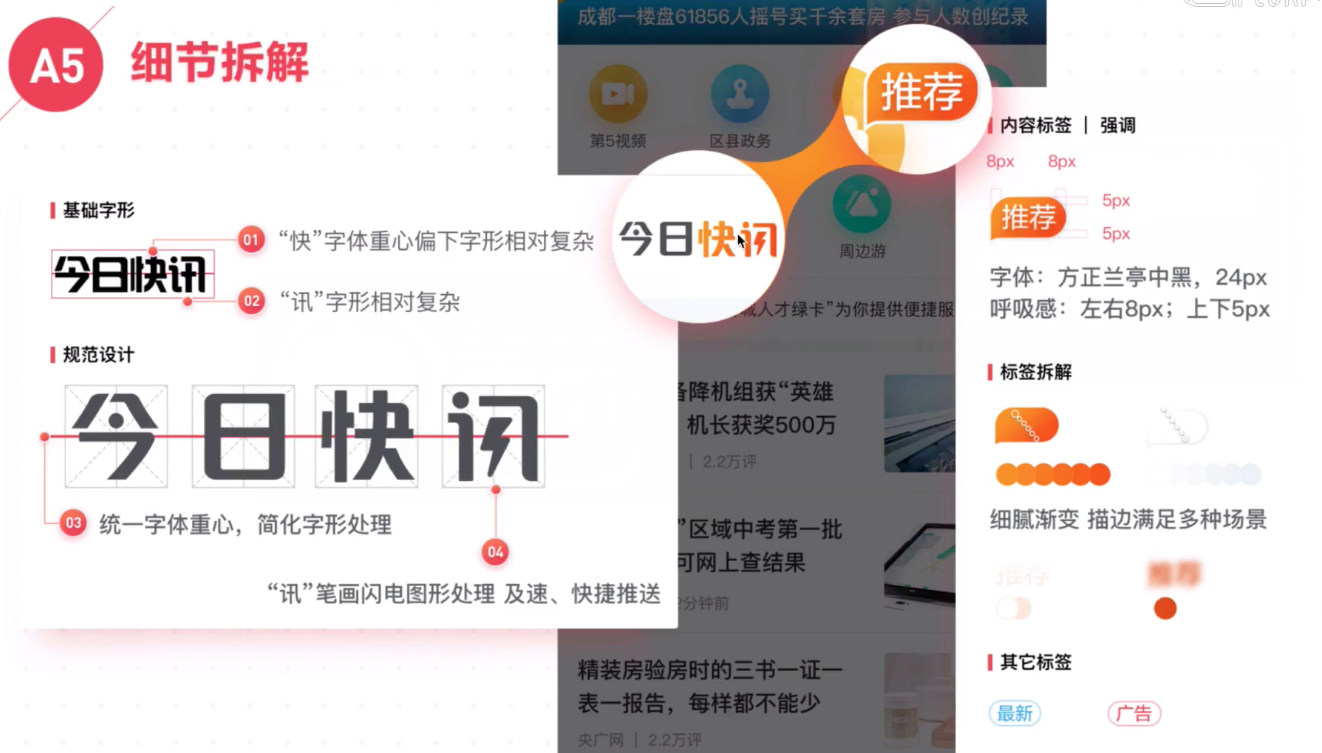 A5 细节拆解
成都一楼盘61856人摇号买千余套房 参与人数创纪录
第5视频
区县政务
推荐
今日快讯
周边游
基础字形
今日快讯
01 “快”字体重心偏下字形相对复杂
02 “讯”字形相对复杂
规范设计
今日快讯
03 统一字体重心，简化字形处理
04
“讯”笔画闪电图形处理 及速、快捷推送
人才绿卡”为你提供便捷服
备降机组获“英雄
机长获奖500万
| 2.2万评
”区域中考第一批
可网上查结果
2分钟前
精装房验房时的三书一证一
表一报告，每样都不能少
央广网 | 2.2万评
内容标签 | 强调
8px 8px
推荐
5px
5px
字体：方正兰亭中黑，24px
呼吸感：左右8px；上下5px
标签拆解
细腻渐变 描边满足多种场景
推荐 推荐
其它标签
最新 广告